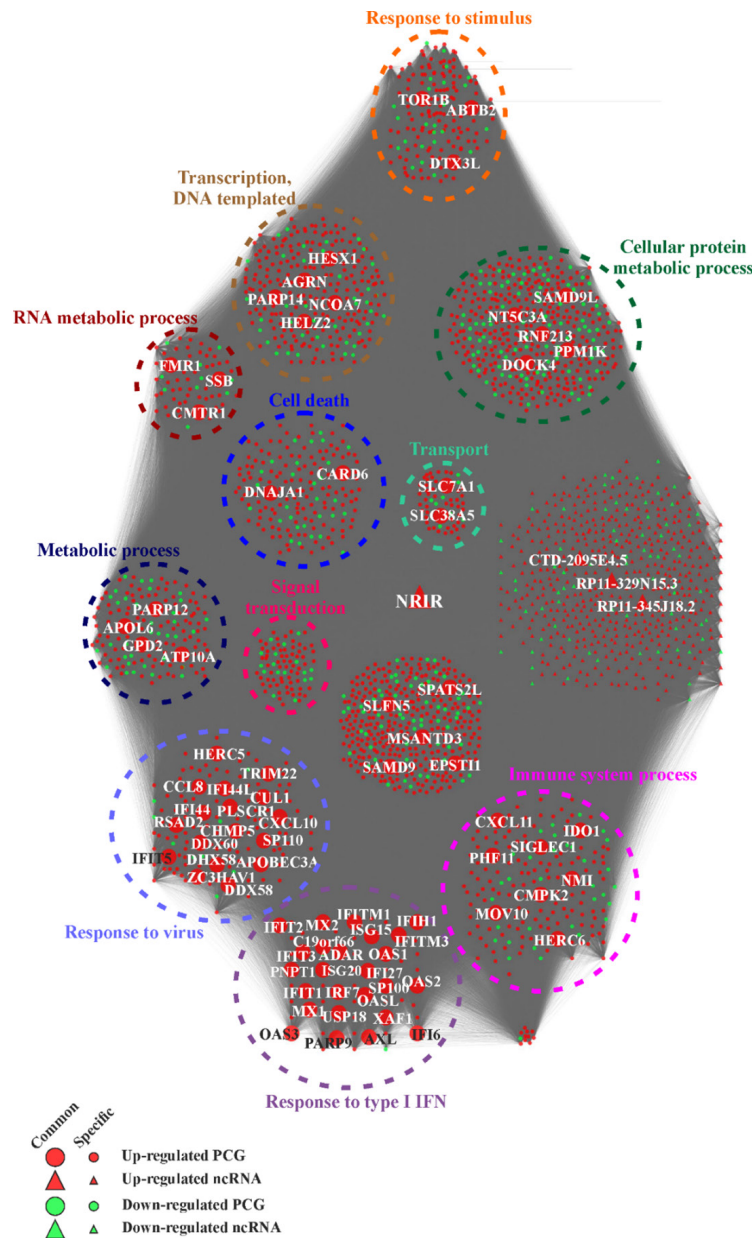 Response to stimulus
TOR1B
ABTB2
DTX3L
Transcription,
DNA templated
HESX1
AGRN
PARP14
NCOA7
HELZ2
Cellular protein
metabolic process
SAMD9L
NT5C3A
RNF213
PPM1K
DOCK4
RNA metabolic process
FMR1
SSB
CMTR1
Cell death
CARD6
DNAJA1
Transport
SLC7A1
SLC38A5
CTD-2095E4.5
RP11-329N15.3
RP11-345J18.2
Metabolic process
PARP12
APOL6
GPD2
ATP10A
Signal
transduction
NRIR
SPATS2L
SLFN5
MSANTD3
SAMD9
EPSTI1
HERC5
TRIM22
CCL8
IFI44L
CUL1
IFI44
PLSCR1
RSAD2
CXCL10
CHMP5
DDX60
SP110
IFIT5
DHX58
APOBEC3A
ZC3HAV1
DDX58
Response to virus
Immune system process
CXCL11
IDO1
SIGLEC1
PHF11
NMI
CMPK2
MOV10
HERC6
IFITM1
IFIT2
MX2
IFIH1
ISG15
C19orf66
IFITM3
IFIT3
ADAR
OAS1
PNPT1
ISG20
IFI27
OAS2
SP100
IFIT1
IRF7
OASL
MX1
USP18
XAF1
OAS3
PARP9
AXL
IFI6
Response to type I IFN
Common
Specific
Up-regulated PCG
Up-regulated ncRNA
Down-regulated PCG
Down-regulated ncRNA